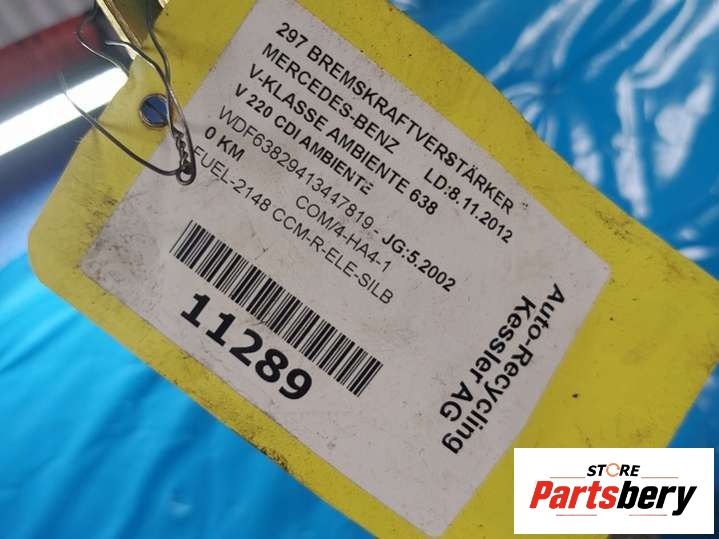 297 BREMSKRAFTVERSTÄRKER
MERCEDES-BENZ LD:8.11.2012
V-KLASSE AMBIENTE 638
V 220 CDI AMBIENTE
WDF63829413447819 - JG:5.2002
0 KM COM/4-HA4-1
FUEL-2148 CCM-R-ELE-SILB
11289
Auto-Recycling
Kessler AG
STORE
Partsbery